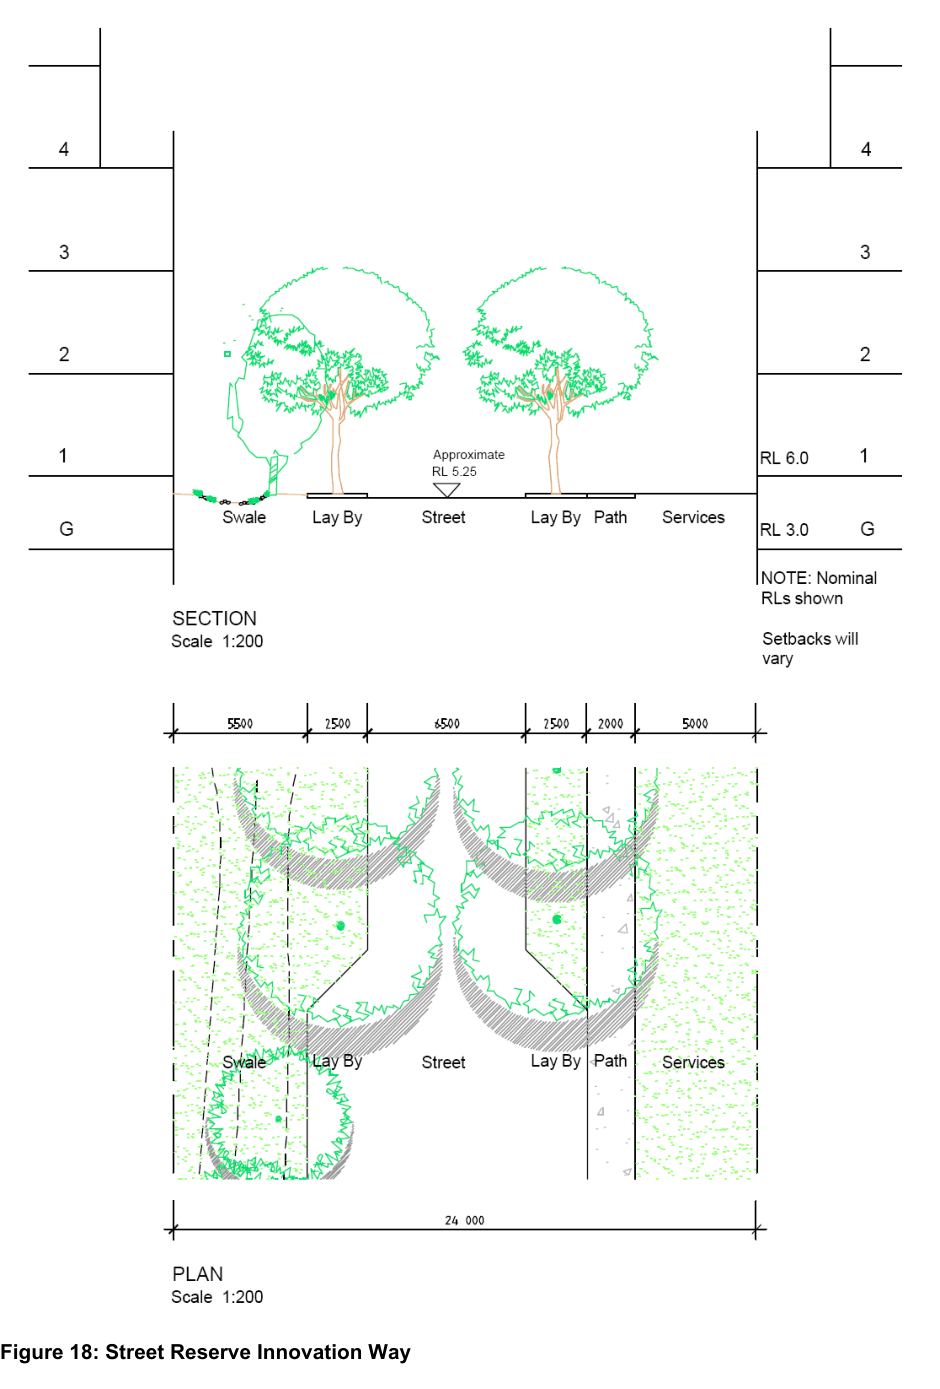 4 4
3 3
2 2
Approximate
1 RL 5.25 RL 6.0 1
Swale Lay By Street Lay By Path Services
G RL 3.0 G
NOTE: Nominal
RLs shown
SECTION
Scale 1:200
Setbacks will
vary
5500 2500 6500 2500 2000 5000
Swale Lay By Street Lay By Path Services
24 000
PLAN
Scale 1:200
Figure 18: Street Reserve Innovation Way